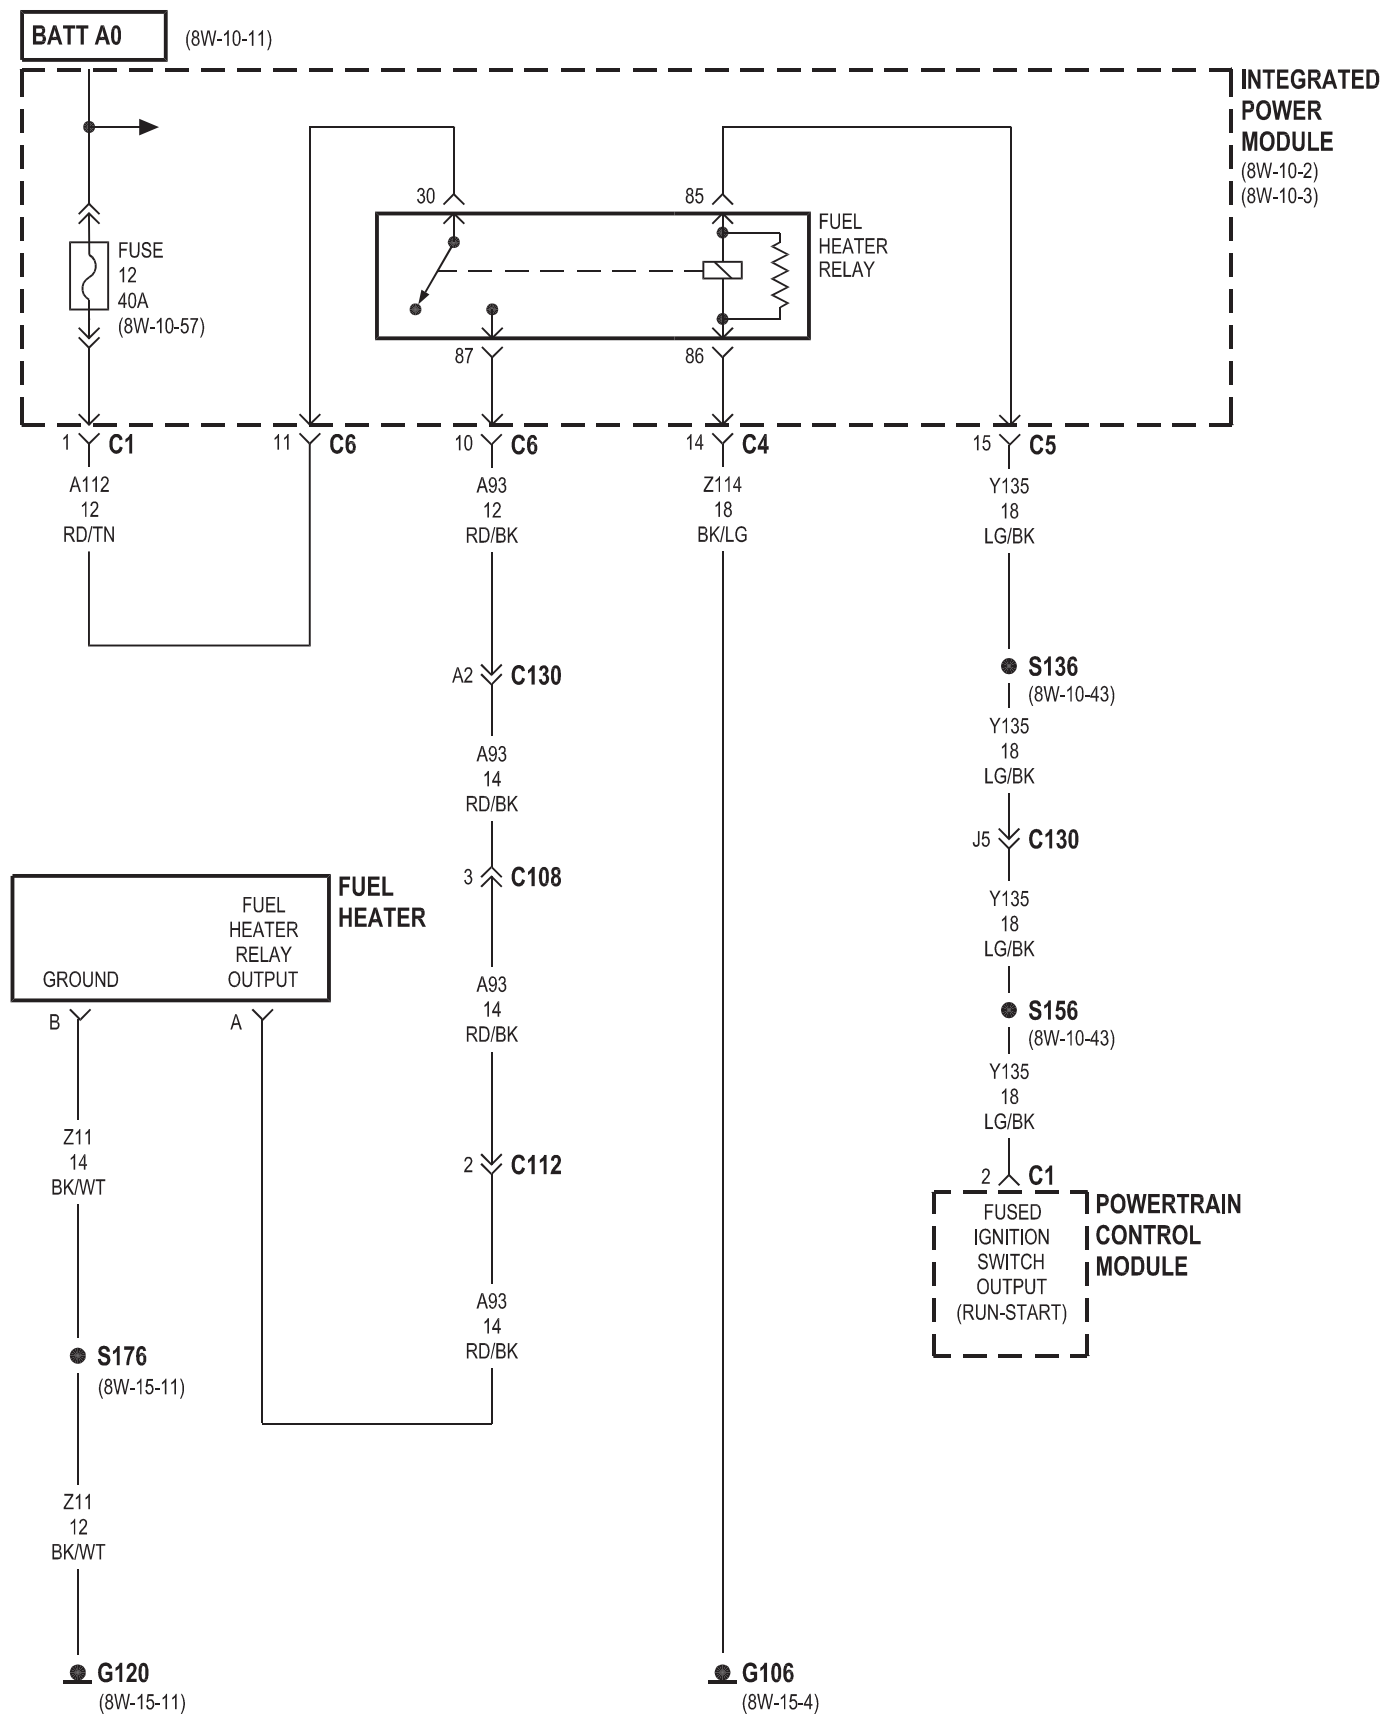 BATT A0
(8W-10-11)
INTEGRATED
POWER
MODULE
(8W-10-2)
(8W-10-3)
30
85
FUEL
HEATER
RELAY
FUSE
12
40A
(8W-10-57)
87
86
1
C1
11
C6
10
C6
14
C4
15
C5
A112
12
RD/TN
A93
12
RD/BK
Z114
18
BK/LG
Y135
18
LG/BK
S136
(8W-10-43)
A2
C130
Y135
18
LG/BK
A93
14
RD/BK
J5
C130
3
C108
FUEL
HEATER
FUEL
HEATER
RELAY
OUTPUT
GROUND
Y135
18
LG/BK
A93
14
RD/BK
B
A
S156
(8W-10-43)
Y135
18
LG/BK
Z11
14
BK/WT
2
C112
2
C1
POWERTRAIN
CONTROL
MODULE
FUSED
IGNITION
SWITCH
OUTPUT
(RUN-START)
A93
14
RD/BK
S176
(8W-15-11)
Z11
12
BK/WT
G120
(8W-15-11)
G106
(8W-15-4)